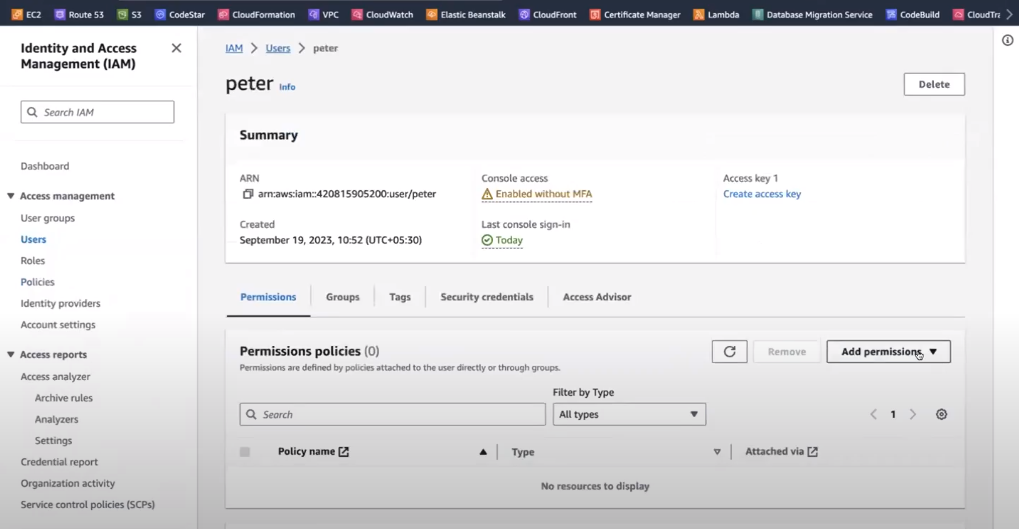 EC2 Route 53 S3 CodeStar CloudFormation VPC CloudWatch Elastic Beanstalk CloudFront Certificate Manager Lambda Database Migration Service CodeBuild CloudTra
Identity and Access
Management (IAM)
Search IAM
Dashboard
Access management
User groups
Users
Roles
Policies
Identity providers
Account settings
Access reports
Access analyzer
Archive rules
Analyzers
Settings
Credential report
Organization activity
Service control policies (SCPs)
IAM > Users > peter
peter Info
Delete
Summary
ARN
arn:aws:iam::420815905200:user/peter
Created
September 19, 2023, 10:52 (UTC+05:30)
Console access
Enabled without MFA
Last console sign-in
Today
Access key 1
Create access key
Permissions Groups Tags Security credentials Access Advisor
Permissions policies (0)
Permissions are defined by policies attached to the user directly or through groups.
Remove
Add permissions
Filter by Type
Search
All types
1
Policy name Type Attached via
No resources to display